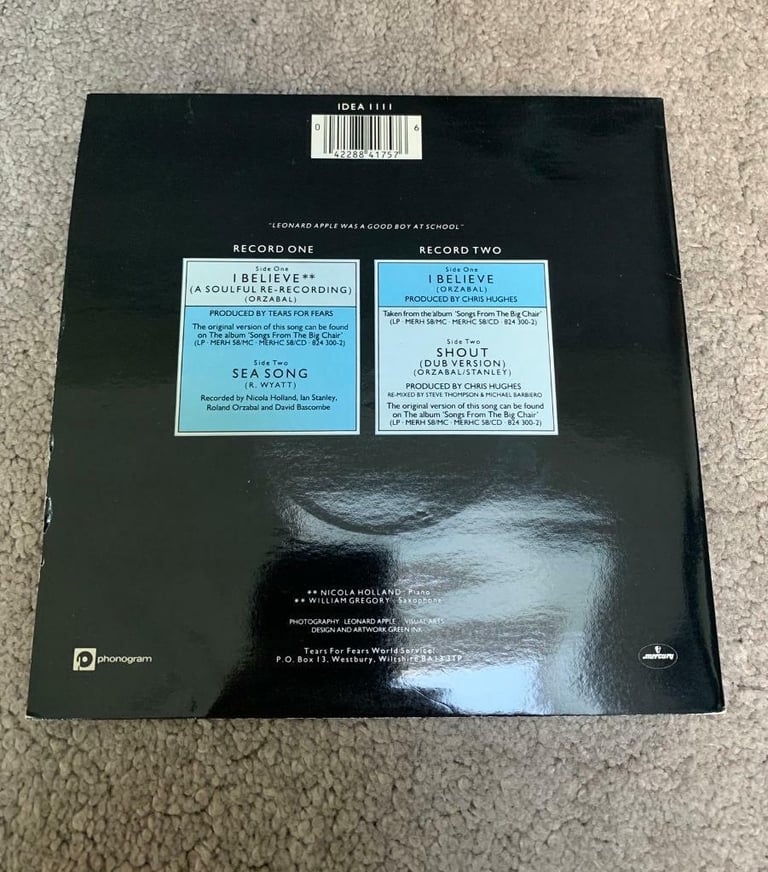 IDEA 1111
0 42288 41757 6
"LEONARD APPLE WAS A GOOD BOY AT SCHOOL"
RECORD ONE
Side One
I BELIEVE**
(A SOULFUL RE-RECORDING)
(ORZABAL)
PRODUCED BY TEARS FOR FEARS
The original version of this song can be found
on The album 'Songs From The Big Chair'
(LP · MERH 58/MC · MERHC 58/CD · 824 300-2)
Side Two
SEA SONG
(R. WYATT)
Recorded by Nicola Holland, Ian Stanley,
Roland Orzabal and David Bascombe
RECORD TWO
Side One
I BELIEVE
(ORZABAL)
PRODUCED BY CHRIS HUGHES
Taken from the album 'Songs From The Big Chair'
(LP · MERH 58/MC · MERHC 58/CD · 824 300-2)
Side Two
SHOUT
(DUB VERSION)
(ORZABAL/STANLEY)
PRODUCED BY CHRIS HUGHES
RE-MIXED BY STEVE THOMPSON & MICHAEL BARBIERO
The original version of this song can be found
on The album 'Songs From The Big Chair'
(LP · MERH 58/MC · MERHC 58/CD · 824 300-2)
** NICOLA HOLLAND · Piano
** WILLIAM GREGORY · Saxophone
PHOTOGRAPHY LEONARD APPLE VISUAL ARTS
DESIGN AND ARTWORK GREEN INK
Tears For Fears World Service!
P.O. Box 13, Westbury, Wiltshire BA13 3TP
phonogram
mercury